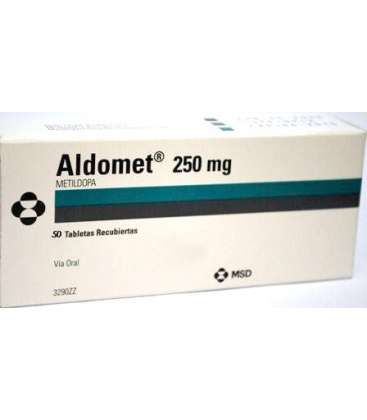 Aldomet® 250 mg
METILDOPA
50 Tabletas Recubiertas
Vía Oral
MSD
3290ZZ